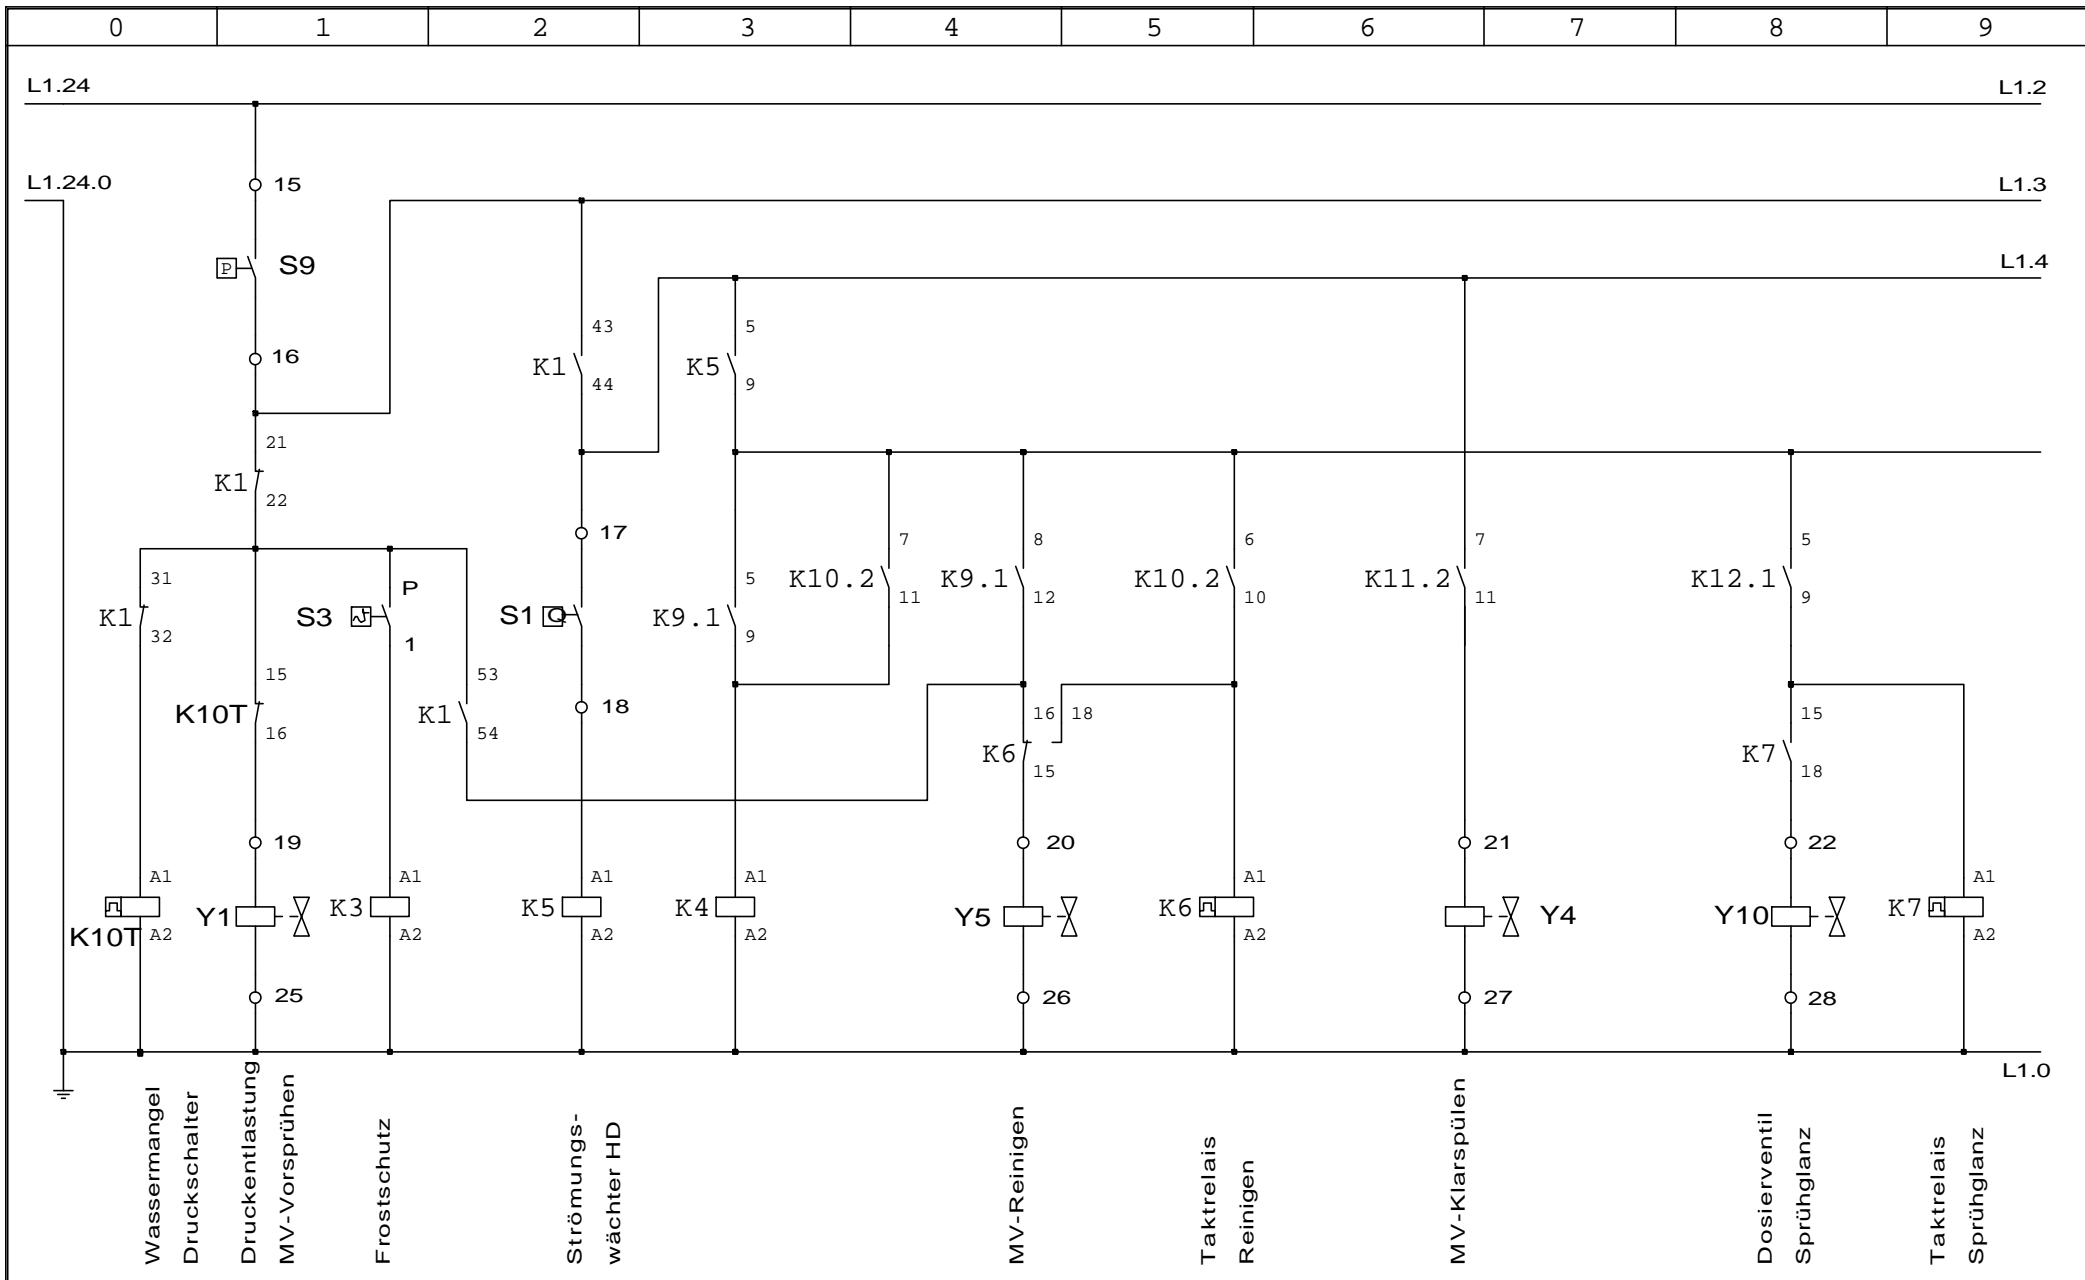 0 1 2 3 4 5 6 7 8 9
L1.24 L1.2
L1.24.0 15 L1.3
P S9 L1.4
16 43 5
K1 44 K5 9
21
K1 22
17
31 P 7 8 6 7 5
K1 32 S3 1 S1 Q K9.1 5 9 K10.2 11 K9.1 12 K10.2 10 K11.2 11 K12.1 9
15 53 18
K10T 16 K1 54 16 18 15
K6 15 K7 18
19 20 21 22
A1 A1 A1 A1 A1 A1
K10T A2 Y1 K3 A2 K5 A2 K4 A2 Y5 K6 A2 Y4 Y10 K7 A2
25 26 27 28
L1.0
Wassermangel
Druckschalter
Druckentlastung
MV-Vorsprühen
Frostschutz
Strömungs-
wächter HD
MV-Reinigen
Taktrelais
Reinigen
MV-Klarspülen
Dosierventil
Sprühglanz
Taktrelais
Sprühglanz